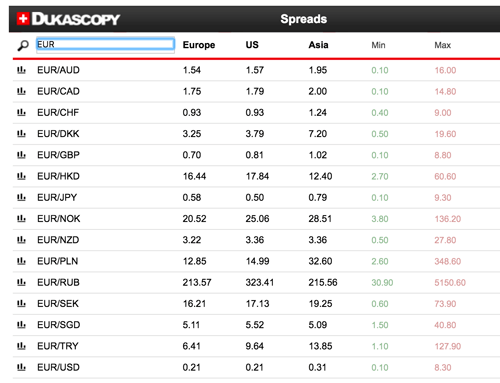 DUKASCOPY Spreads
EUR Europe US Asia Min Max
EUR/AUD 1.54 1.57 1.95 0.10 16.00
EUR/CAD 1.75 1.79 2.00 0.10 14.80
EUR/CHF 0.93 0.93 1.24 0.40 9.00
EUR/DKK 3.25 3.79 7.20 0.50 19.60
EUR/GBP 0.70 0.81 1.02 0.10 8.80
EUR/HKD 16.44 17.84 12.40 2.70 60.60
EUR/JPY 0.58 0.50 0.79 0.10 9.30
EUR/NOK 20.52 25.06 28.51 3.80 136.20
EUR/NZD 3.22 3.36 3.36 0.50 27.80
EUR/PLN 12.85 14.99 32.60 2.60 348.60
EUR/RUB 213.57 323.41 215.56 30.90 5150.60
EUR/SEK 16.21 17.13 19.25 0.60 73.90
EUR/SGD 5.11 5.52 5.09 1.50 40.80
EUR/TRY 6.41 9.64 13.85 1.10 127.90
EUR/USD 0.21 0.21 0.31 0.10 8.30